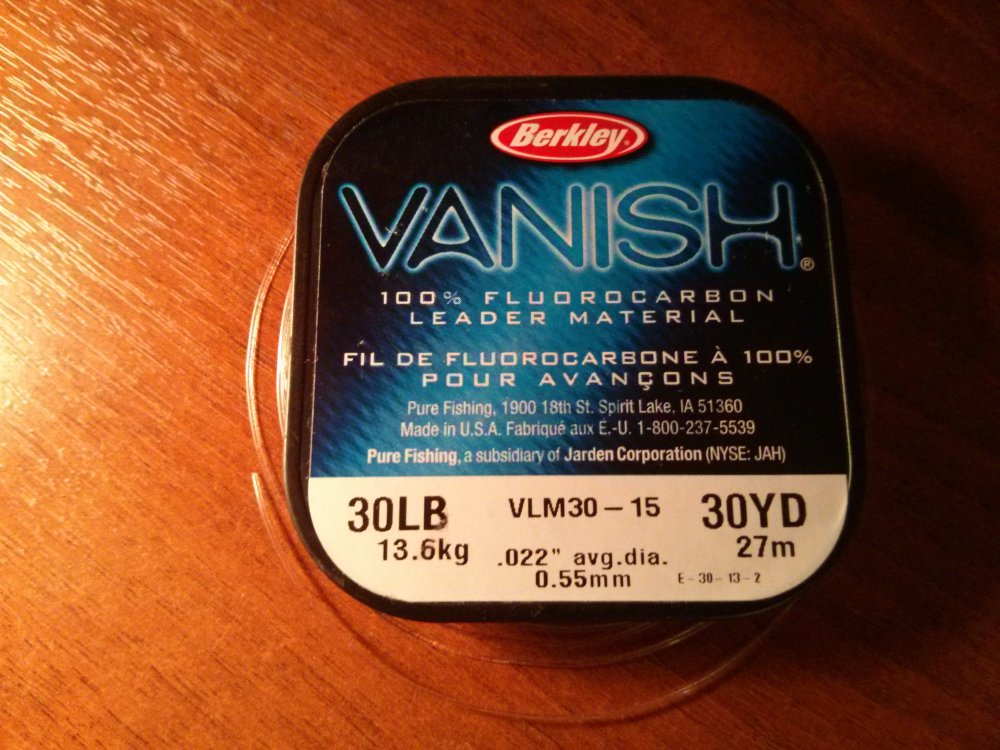 Berkley
VANISH®
100% FLUOROCARBON
LEADER MATERIAL
FIL DE FLUOROCARBONE À 100%
POUR AVANÇONS
Pure Fishing, 1900 18th St. Spirit Lake, IA 51360
Made in U.S.A. Fabriqué aux E.-U. 1-800-237-5539
Pure Fishing, a subsidiary of Jarden Corporation (NYSE: JAH)
30LB VLM30-15 30YD
13.6kg .022" avg.dia. 27m
0.55mm E-30-13-2